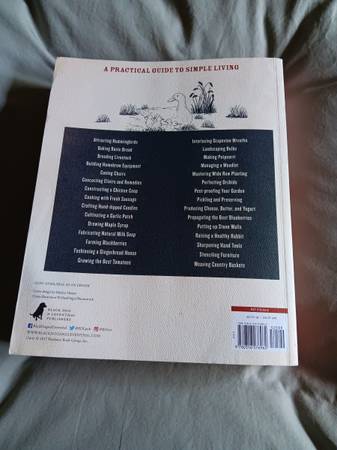 A PRACTICAL GUIDE TO SIMPLE LIVING
Attracting Hummingbirds
Baking Basic Bread
Breeding Livestock
Building Homebrew Equipment
Caning Chairs
Concocting Elixirs and Remedies
Constructing a Chicken Coop
Cooking with Fresh Sausage
Crafting Hand-dipped Candles
Cultivating a Garlic Patch
Drawing Maple Syrup
Fabricating Natural Milk Soap
Farming Blackberries
Fashioning a Gingerbread House
Growing the Best Tomatoes
Interlacing Grapevine Wreaths
Landscaping Bulbs
Making Potpourri
Managing a Woodlot
Mastering Wide Row Planting
Perfecting Orchids
Pest-proofing Your Garden
Pickling and Preserving
Producing Cheese, Butter, and Yogurt
Propagating the Best Blueberries
Putting up Stone Walls
Raising a Healthy Rabbit
Sharpening Hand Tools
Stenciling Furniture
Weaving Country Baskets
BLACK DOG
& LEVENTHAL
PUBLISHERS